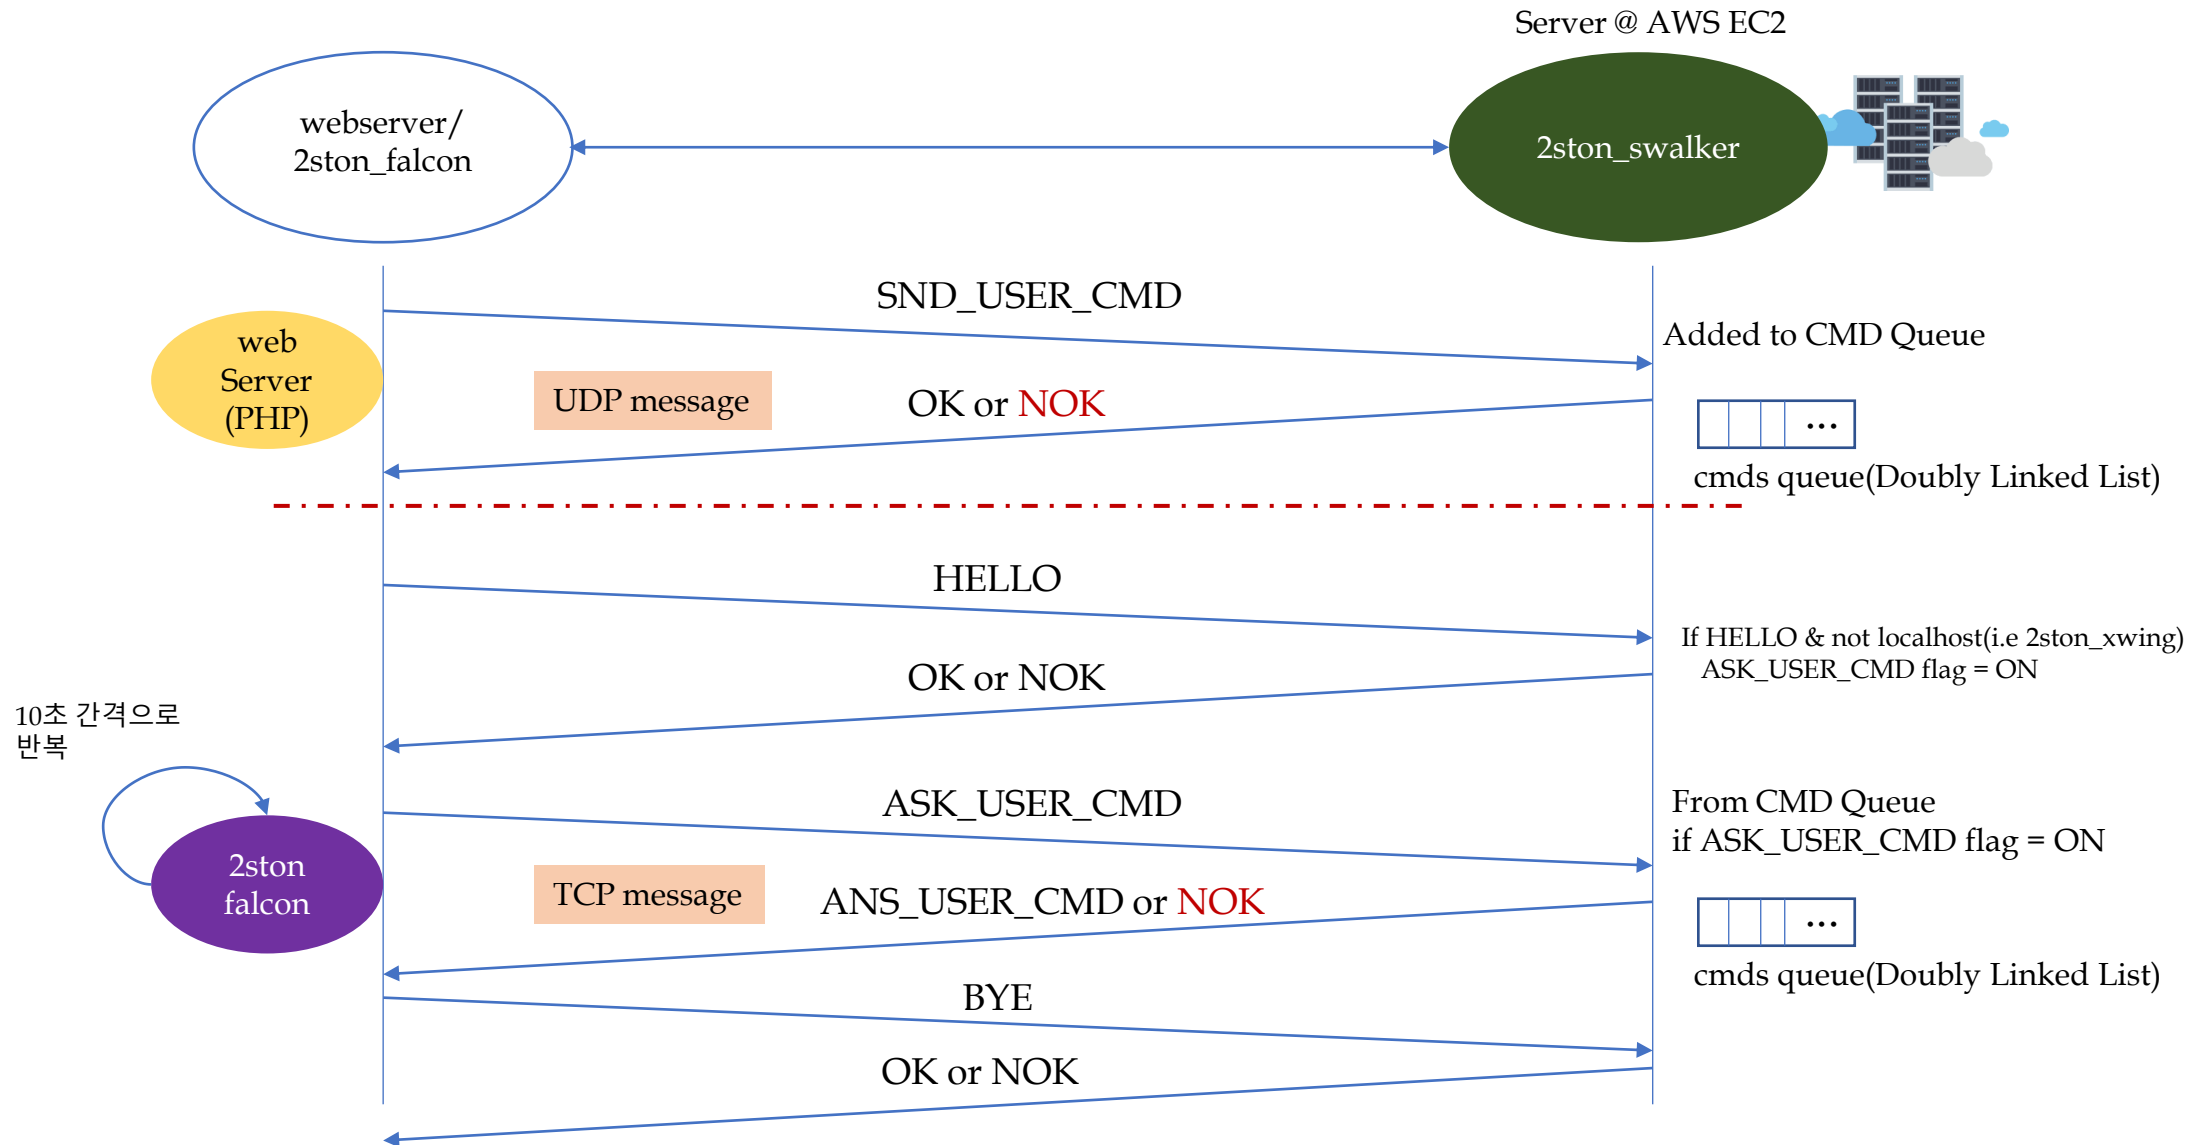 Server @ AWS EC2
webserver/
2ston_falcon
2ston_swalker
SND_USER_CMD
web
Server
(PHP)
Added to CMD Queue
UDP message
OK or NOK
...
cmds queue(Doubly Linked List)
HELLO
If HELLO & not localhost(i.e 2ston_xwing)
ASK_USER_CMD flag = ON
OK or NOK
10초 간격으로
반복
ASK_USER_CMD
From CMD Queue
if ASK_USER_CMD flag = ON
2ston
falcon
TCP message
ANS_USER_CMD or NOK
...
cmds queue(Doubly Linked List)
BYE
OK or NOK